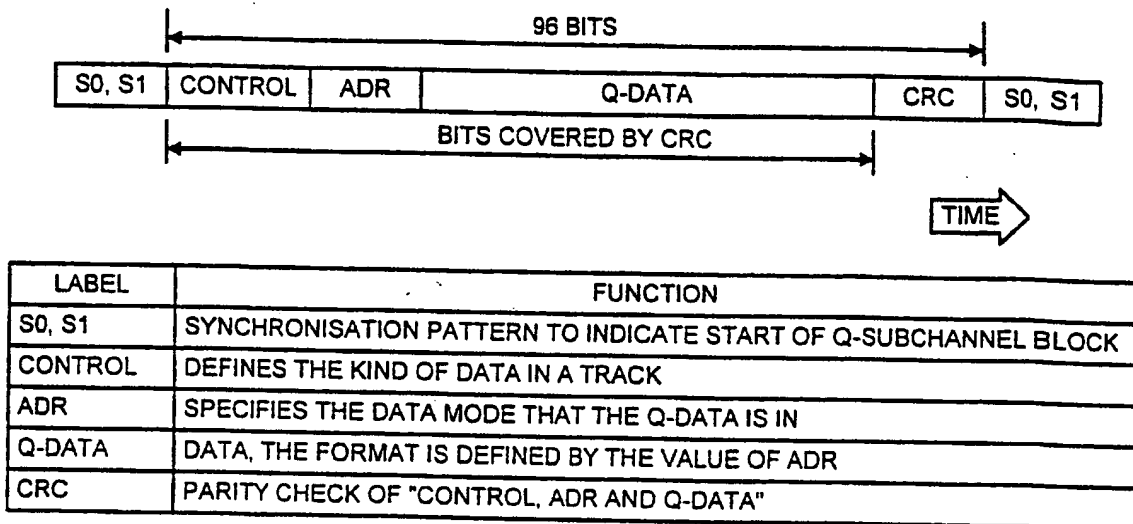 96 BITS
S0, S1 CONTROL ADR Q-DATA CRC S0, S1
BITS COVERED BY CRC
TIME
LABEL FUNCTION
S0, S1 SYNCHRONISATION PATTERN TO INDICATE START OF Q-SUBCHANNEL BLOCK
CONTROL DEFINES THE KIND OF DATA IN A TRACK
ADR SPECIFIES THE DATA MODE THAT THE Q-DATA IS IN
Q-DATA DATA, THE FORMAT IS DEFINED BY THE VALUE OF ADR
CRC PARITY CHECK OF "CONTROL, ADR AND Q-DATA"